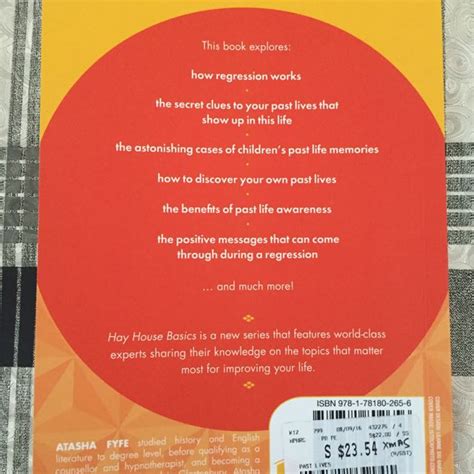 This book explores:
how regression works
the secret clues to your past lives that
show up in this life
the astonishing cases of children's past life memories
how to discover your own past lives
the benefits of past life awareness
the positive messages that can come
through during a regression
... and much more!
Hay House Basics is a new series that features world-class
experts sharing their knowledge on the topics that matter
most for improving your life.
ISBN 978-1-78180-265-6
08/09/16 432275 / 4
S $23.54 XMAS
PAST LIVES
ATASHA FYFE studied history and English
literature to degree level, before qualifying as a
counsellor and hypnotherapist, and becoming a